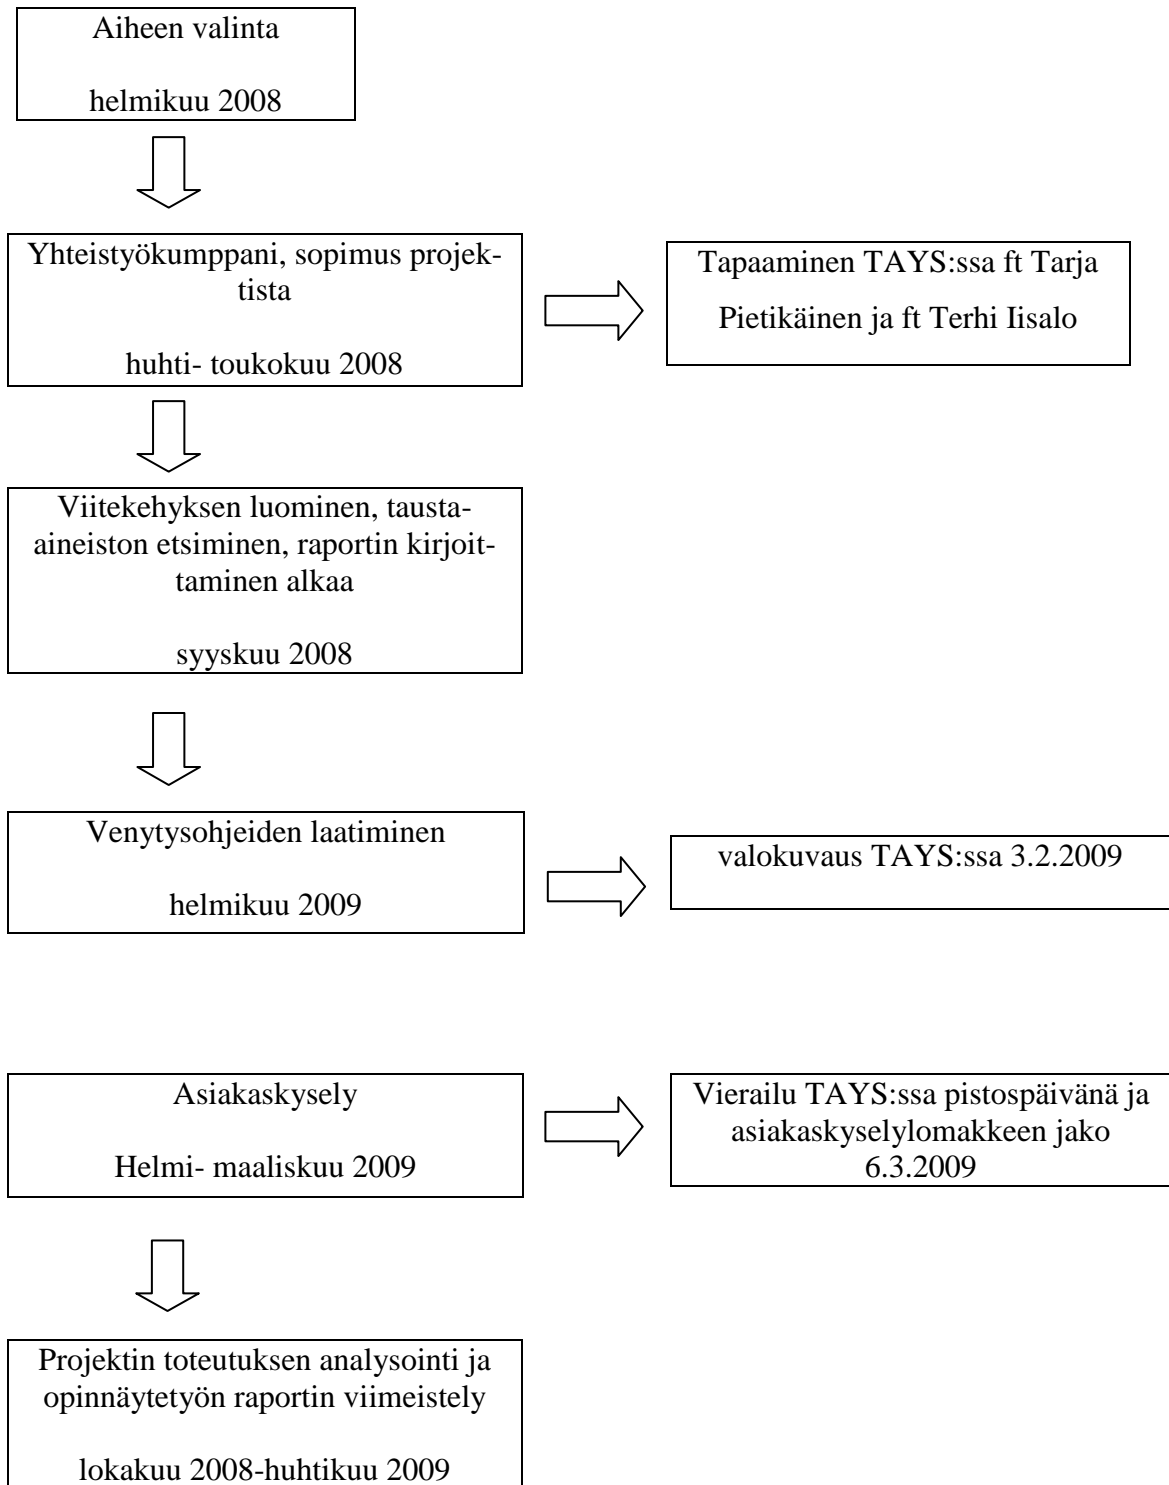 Aiheen valinta
helmikuu 2008
Yhteistyökumppani, sopimus projek-
tista
huhti- toukokuu 2008
Tapaaminen TAYS:ssa ft Tarja
Pietikäinen ja ft Terhi Iisalo
Viitekehyksen luominen, tausta-
aineiston etsiminen, raportin kirjoit-
taminen alkaa
syyskuu 2008
Venytysohjeiden laatiminen
helmikuu 2009
valokuvaus TAYS:ssa 3.2.2009
Asiakaskysely
Helmi- maaliskuu 2009
Vierailu TAYS:ssa pistospäivänä ja
asiakaskyselylomakkeen jako
6.3.2009
Projektin toteutuksen analysointi ja
opinnäytetyön raportin viimeistely
lokakuu 2008-huhtikuu 2009